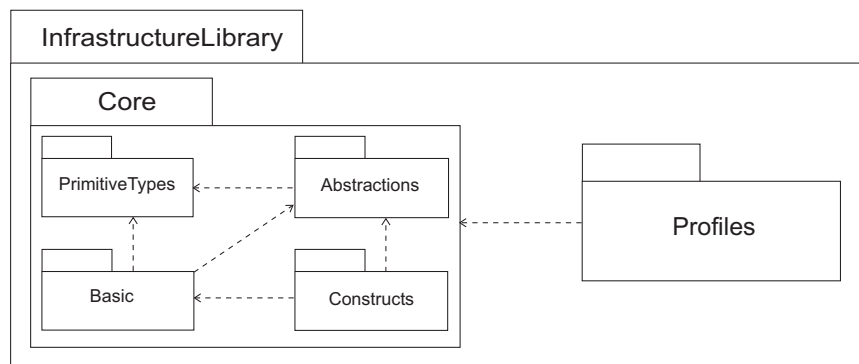 InfrastructureLibrary
Core
PrimitiveTypes
Abstractions
Profiles
Basic
Constructs